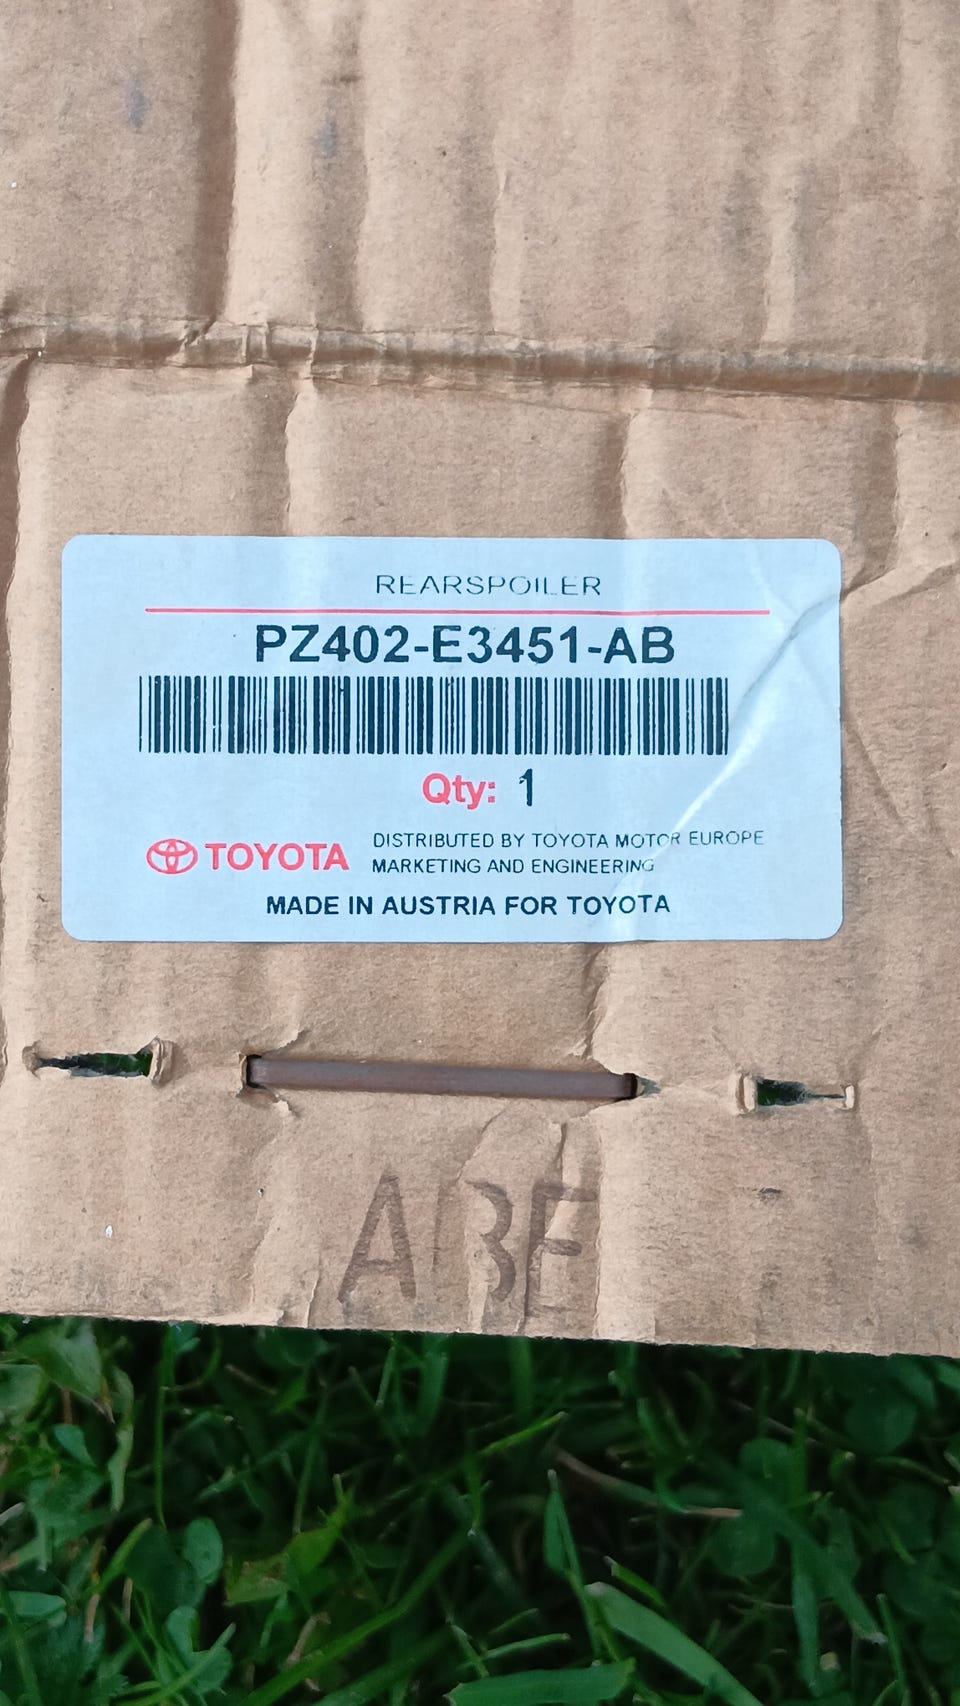 REARSPOILER
PZ402-E3451-AB
Qty: 1
TOYOTA
DISTRIBUTED BY TOYOTA MOTOR EUROPE
MARKETING AND ENGINEERING
MADE IN AUSTRIA FOR TOYOTA
ABE